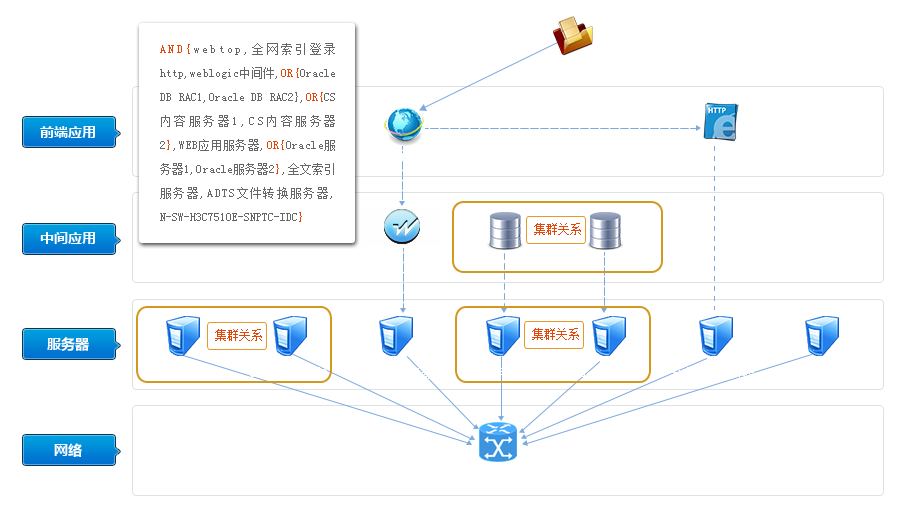 AND{webtop,全网索引登录
http,weblogic中间件,OR{Oracle
DB RAC1,Oracle DB RAC2},OR{CS
内容服务器1,CS内容服务器
2},WEB应用服务器,OR{Oracle服
务器1,Oracle服务器2},全文索引
服务器,ADTS文件转换服务器,
N-SW-H3C7510E-SNPTC-IDC}
前端应用
HTTP
中间应用
集群关系
服务器
集群关系
集群关系
网络